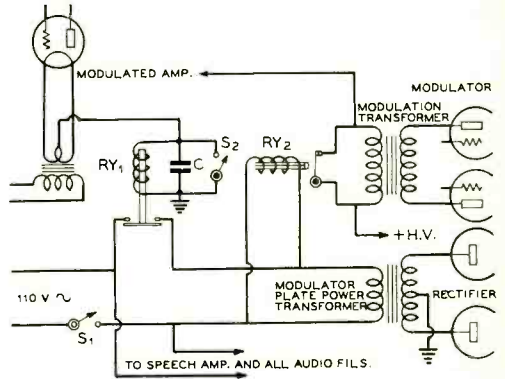 MODULATED AMP.
MODULATOR
MODULATION
TRANSFORMER
S2
RY2
RY1
C
+H.V.
MODULATOR
PLATE POWER
TRANSFORMER
RECTIFIER
110 V ~
S1
TO SPEECH AMP. AND ALL AUDIO FILS.